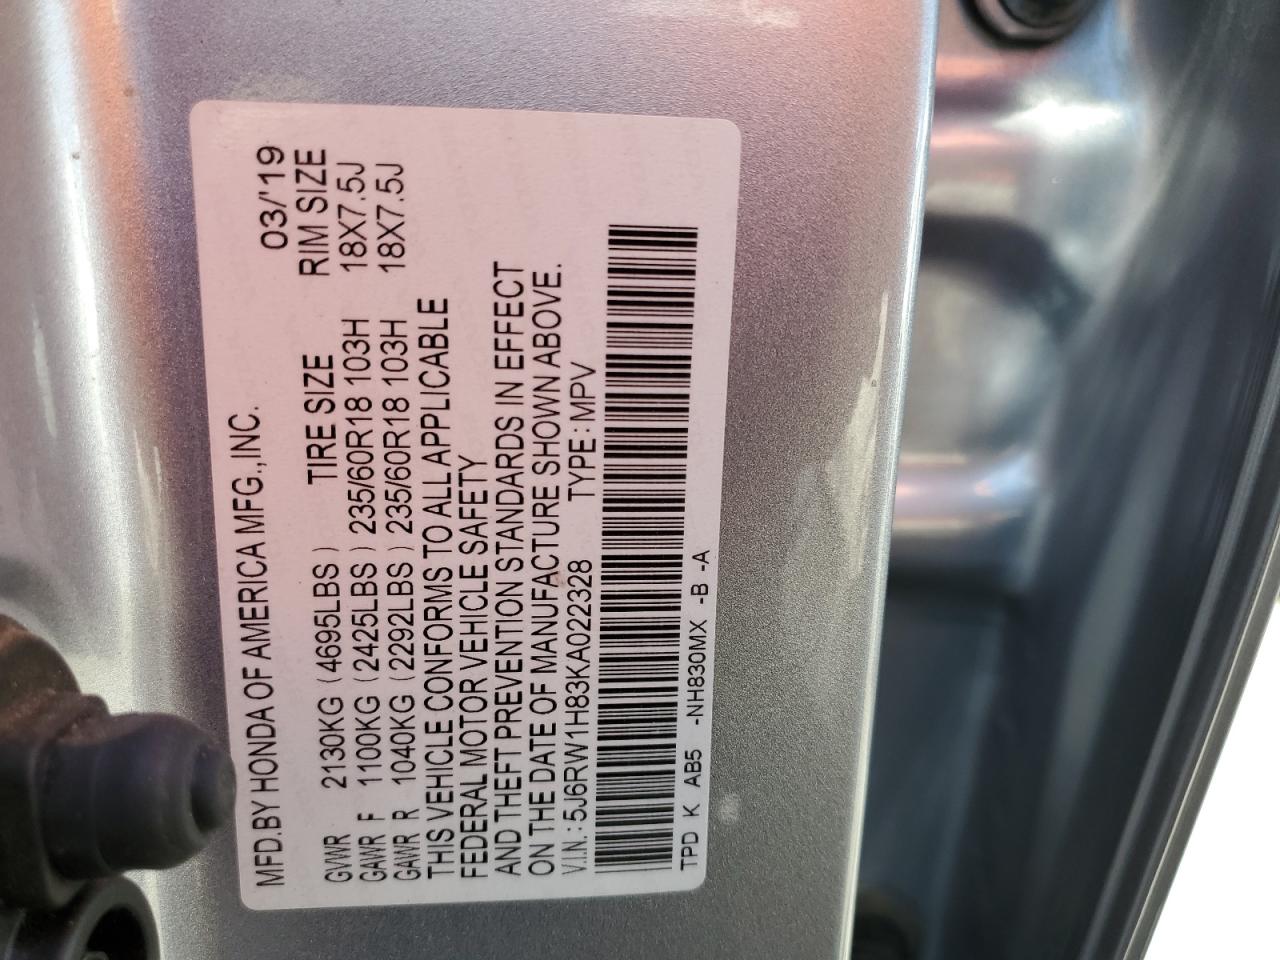 MFD. BY HONDA OF AMERICA MFG., INC. 03/'19
TIRE SIZE RIM SIZE
GVWR 2130KG (4695LBS)
GAWR F 1100KG (2425LBS) 235/60R18 103H 18X7.5J
GAWR R 1040KG (2292LBS) 235/60R18 103H 18X7.5J
THIS VEHICLE CONFORMS TO ALL APPLICABLE
FEDERAL MOTOR VEHICLE SAFETY
AND THEFT PREVENTION STANDARDS IN EFFECT
ON THE DATE OF MANUFACTURE SHOWN ABOVE.
V.I.N.: 5J6RW1H83KA022328 TYPE: MPV
TPD K AB5 -NH830MX -B -A